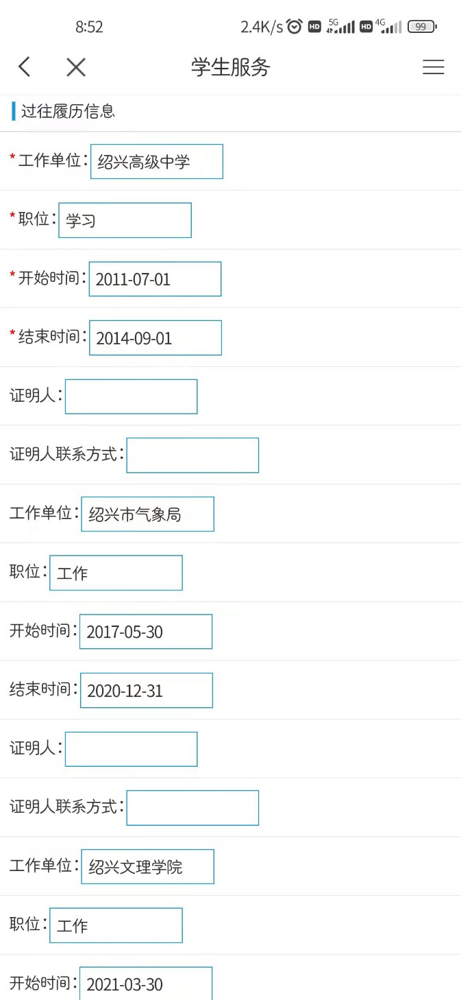 8:52 2.4K/s HD 5G HD 4G 99
学生服务
过往履历信息
*工作单位：绍兴高级中学
*职位：学习
*开始时间：2011-07-01
*结束时间：2014-09-01
证明人：
证明人联系方式：
工作单位：绍兴市气象局
职位：工作
开始时间：2017-05-30
结束时间：2020-12-31
证明人：
证明人联系方式：
工作单位：绍兴文理学院
职位：工作
开始时间：2021-03-30